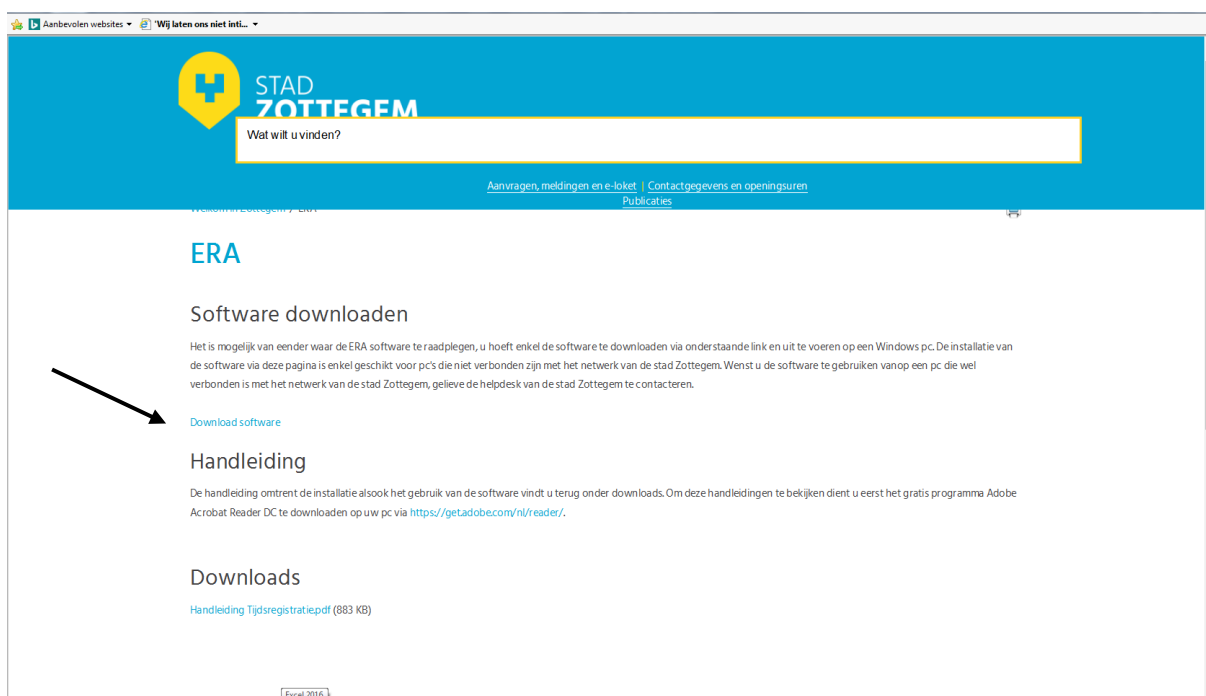 Aanbevolen websites
'Wij laten ons niet inti...
STAD
ZOTTEGEM
Wat wilt u vinden?
Aanvragen, meldingen en e-loket | Contactgegevens en openingsuren
Publicaties
Welkom in Zottegem / ERA
ERA
Software downloaden
Het is mogelijk van eender waar de ERA software te raadplegen, u hoeft enkel de software te downloaden via onderstaande link en uit te voeren op een Windows pc. De installatie van
de software via deze pagina is enkel geschikt voor pc's die niet verbonden zijn met het netwerk van de stad Zottegem. Wenst u de software te gebruiken vanop een pc die wel
verbonden is met het netwerk van de stad Zottegem, gelieve de helpdesk van de stad Zottegem te contacteren.
Download software
Handleiding
De handleiding omtrent de installatie alsook het gebruik van de software vindt u terug onder downloads. Om deze handleidingen te bekijken dient u eerst het gratis programma Adobe
Acrobat Reader DC te downloaden op uw pc via https://get.adobe.com/nl/reader/.
Downloads
Handleiding Tijdsregistratie.pdf (883 KB)
Excel 2016